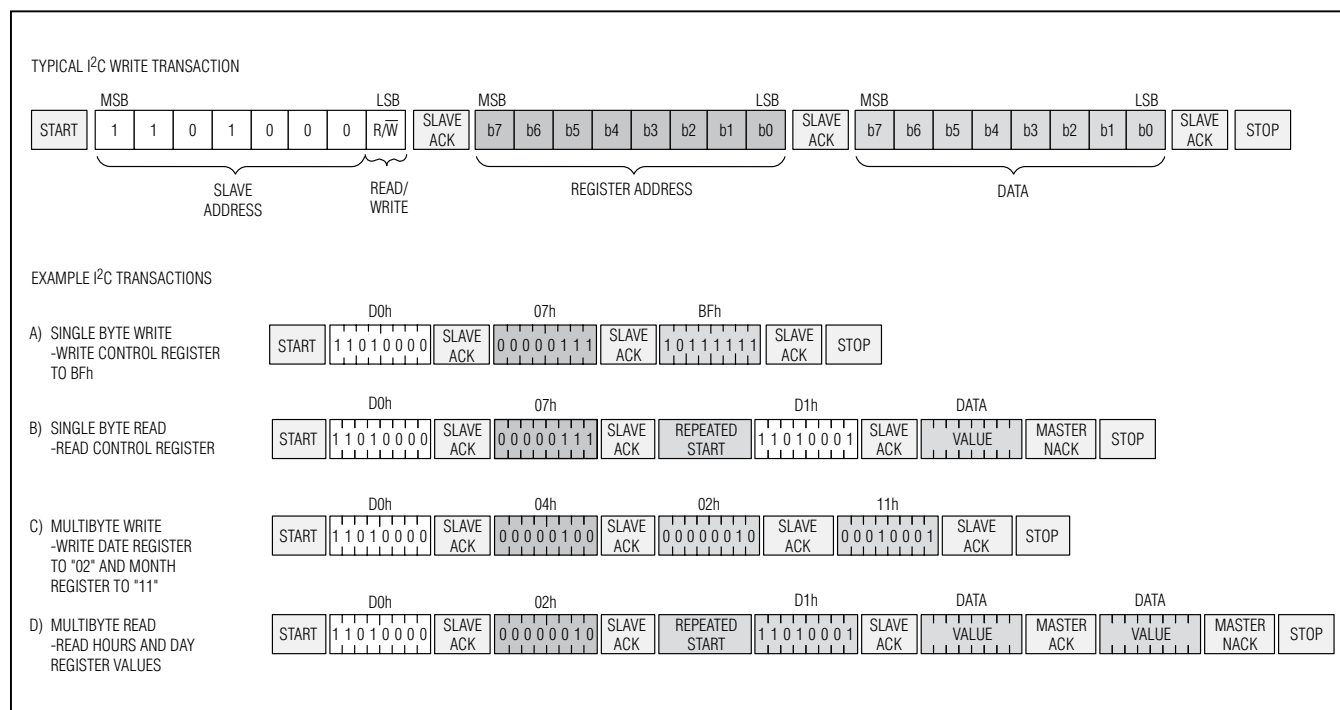 TYPICAL I2C WRITE TRANSACTION
MSB LSB MSB LSB MSB LSB
START 1 1 0 1 0 0 0 R/W̅ SLAVE ACK b7 b6 b5 b4 b3 b2 b1 b0 SLAVE ACK b7 b6 b5 b4 b3 b2 b1 b0 SLAVE ACK STOP
SLAVE ADDRESS READ/WRITE REGISTER ADDRESS DATA
EXAMPLE I2C TRANSACTIONS
D0h 07h BFh
A) SINGLE BYTE WRITE
-WRITE CONTROL REGISTER
TO BFh
START 11010000 SLAVE ACK 00000111 SLAVE ACK 10111111 SLAVE ACK STOP
D0h 07h D1h DATA
B) SINGLE BYTE READ
-READ CONTROL REGISTER
START 11010000 SLAVE ACK 00000111 SLAVE ACK REPEATED START 11010001 SLAVE ACK VALUE MASTER NACK STOP
D0h 04h 02h 11h
C) MULTIBYTE WRITE
-WRITE DATE REGISTER
TO "02" AND MONTH
REGISTER TO "11"
START 11010000 SLAVE ACK 00000100 SLAVE ACK 00000010 SLAVE ACK 00010001 SLAVE ACK STOP
D0h 02h D1h DATA DATA
D) MULTIBYTE READ
-READ HOURS AND DAY
REGISTER VALUES
START 11010000 SLAVE ACK 00000010 SLAVE ACK REPEATED START 11010001 SLAVE ACK VALUE MASTER ACK VALUE MASTER NACK STOP